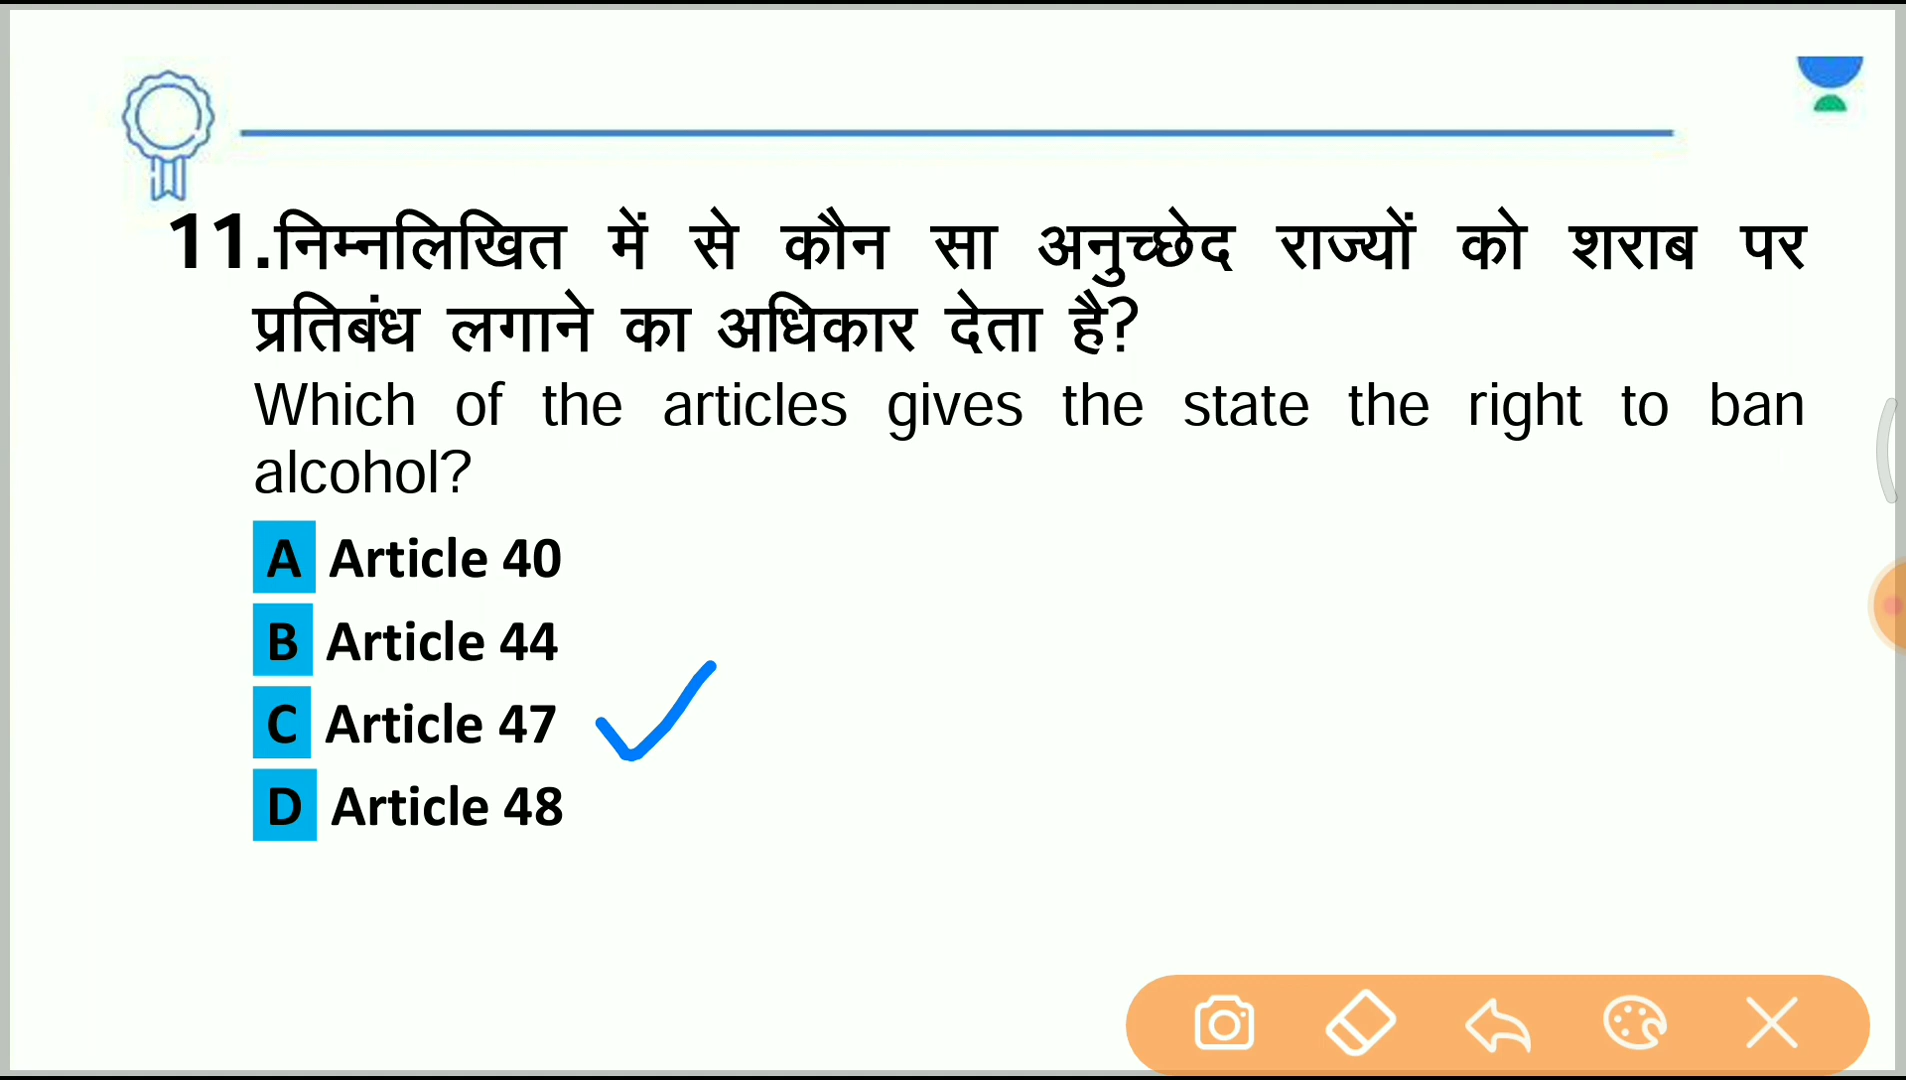 11.निम्नलिखित में से कौन सा अनुच्छेद राज्यों को शराब पर
प्रतिबंध लगाने का अधिकार देता है?
Which of the articles gives the state the right to ban
alcohol?
A Article 40
B Article 44
C Article 47
D Article 48